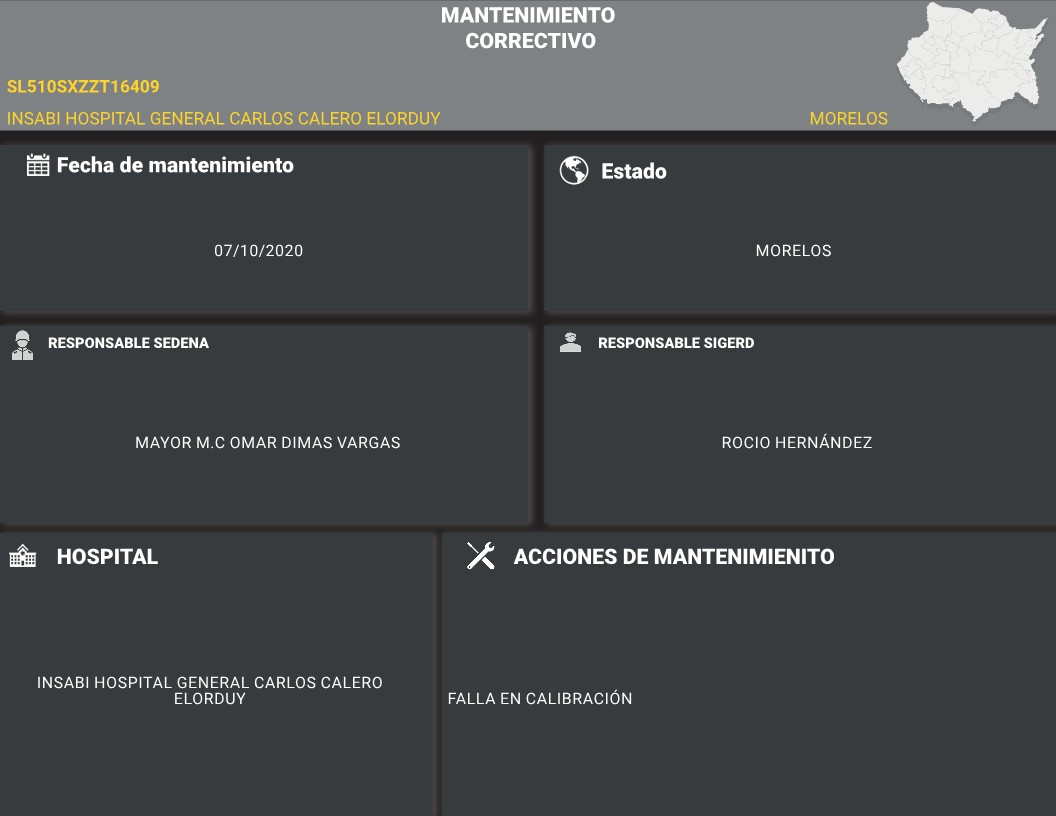 MANTENIMIENTO
CORRECTIVO
SL510SXZZT16409
INSABI HOSPITAL GENERAL CARLOS CALERO ELORDUY
MORELOS
Fecha de mantenimiento
07/10/2020
Estado
MORELOS
RESPONSABLE SEDENA
MAYOR M.C OMAR DIMAS VARGAS
RESPONSABLE SIGERD
ROCIO HERNÁNDEZ
HOSPITAL
INSABI HOSPITAL GENERAL CARLOS CALERO
ELORDUY
ACCIONES DE MANTENIMIENITO
FALLA EN CALIBRACIÓN